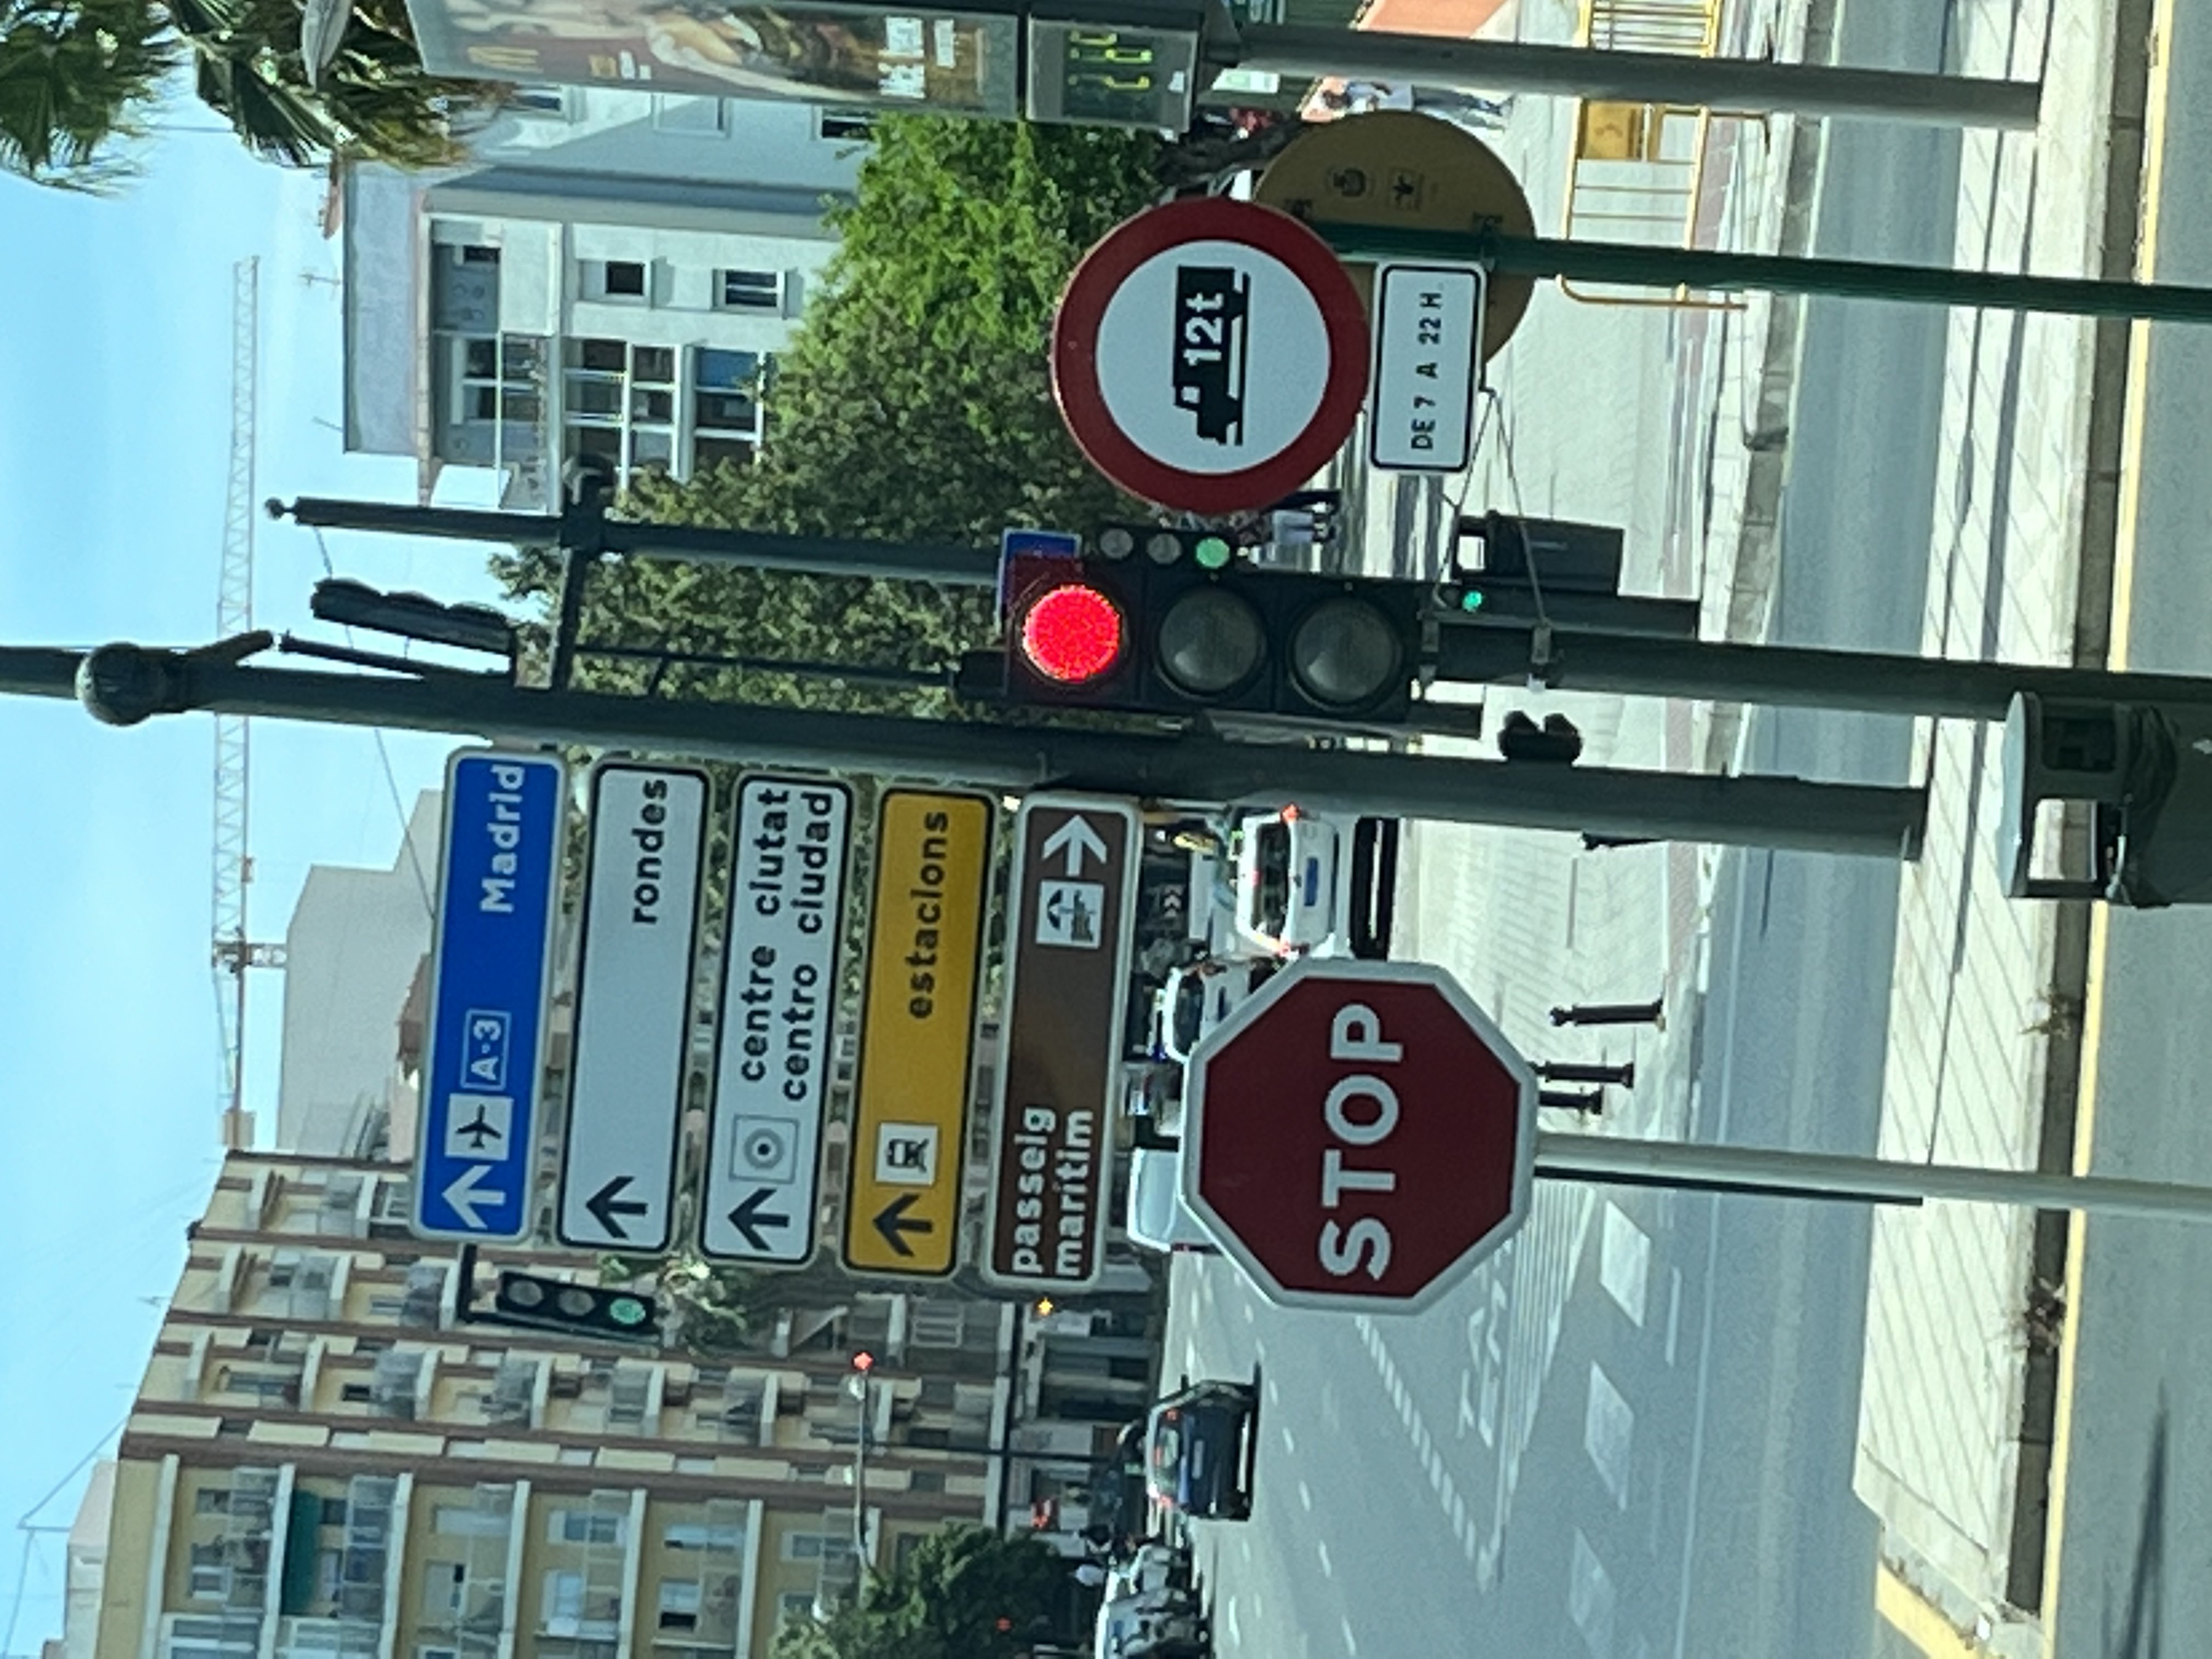 A-3 Madrid
rondes
centre ciutat
centro ciudad
estacions
passeig
marítim
STOP
12t
DE 7 A 22 H.